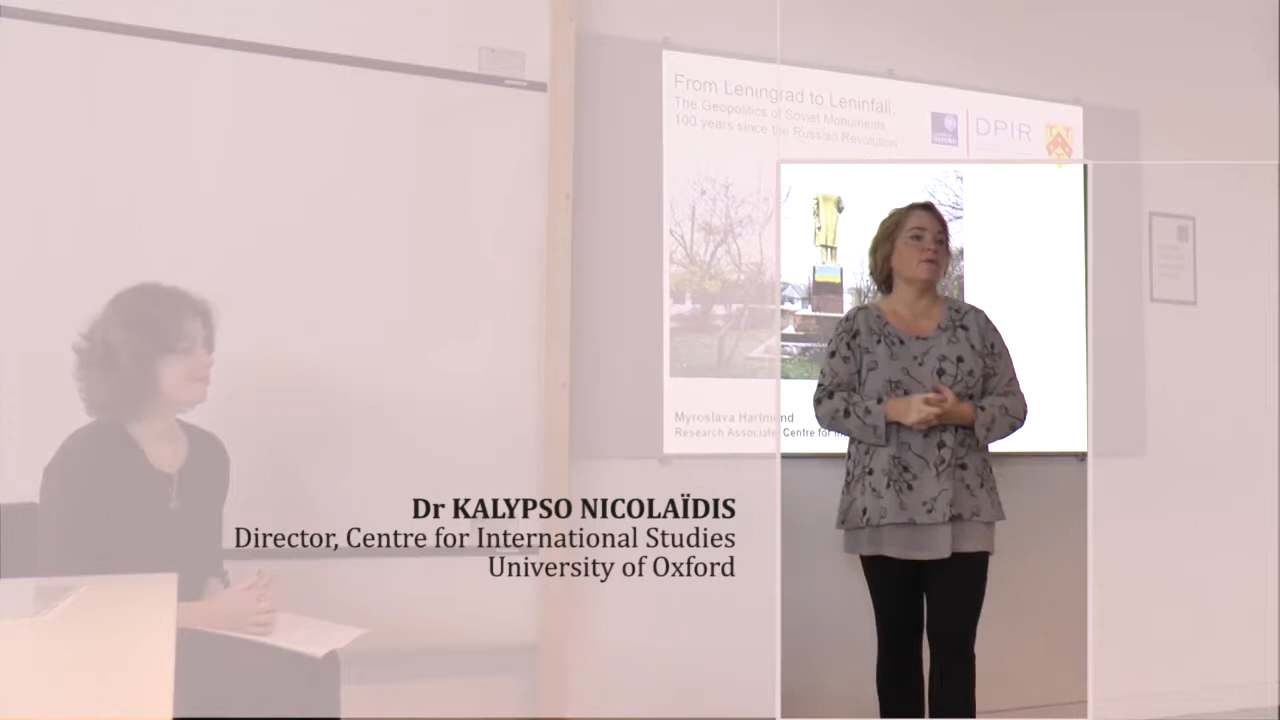 From Leningrad to Leninfall
The Geopolitics of Soviet Monuments
100 years since the Russian Revolution
DPIR
Myroslava Hartmond
Research Associate Centre for
Dr KALYPSO NICOLAÏDIS
Director, Centre for International Studies
University of Oxford